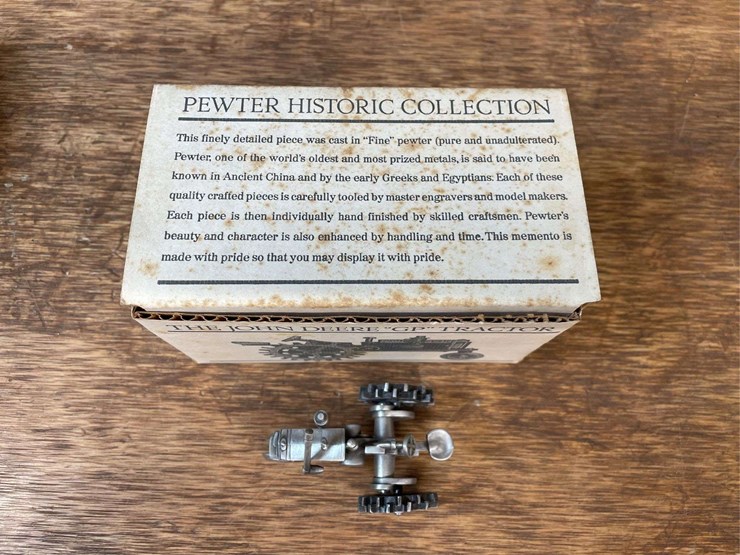 PEWTER HISTORIC COLLECTION
This finely detailed piece was cast in "Fine" pewter (pure and unadulterated).
Pewter, one of the world's oldest and most prized metals, is said to have been
known in Ancient China and by the early Greeks and Egyptians. Each of these
quality crafted pieces is carefully tooled by master engravers and model makers.
Each piece is then individually hand finished by skilled craftsmen. Pewter's
beauty and character is also enhanced by handling and time. This memento is
made with pride so that you may display it with pride.
THE JOHN DEERE "GP" TRACTOR